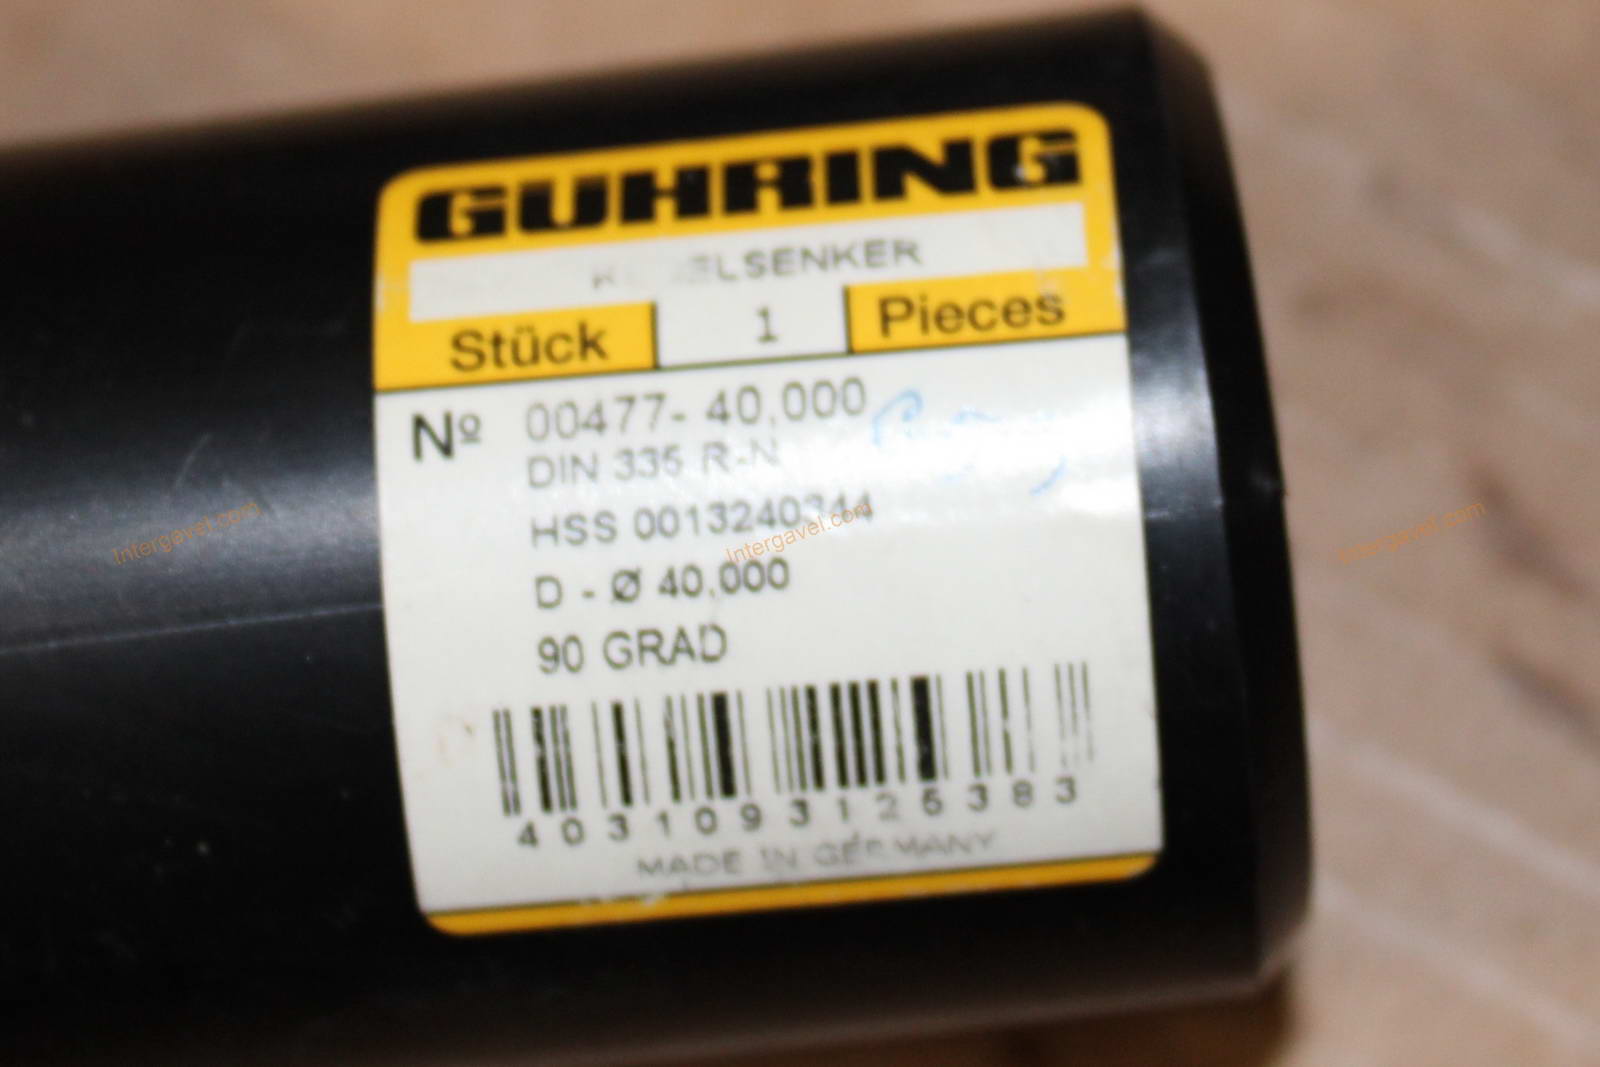 GUHRING
KEGELSENKER
Stück 1 Pieces
Nº 00477- 40,000
DIN 335 R-N
HSS 0013240344
D - Ø 40,000
90 GRAD
4031093125383
MADE IN GERMANY
Intergavel.com
Intergavel.com
Intergavel.com